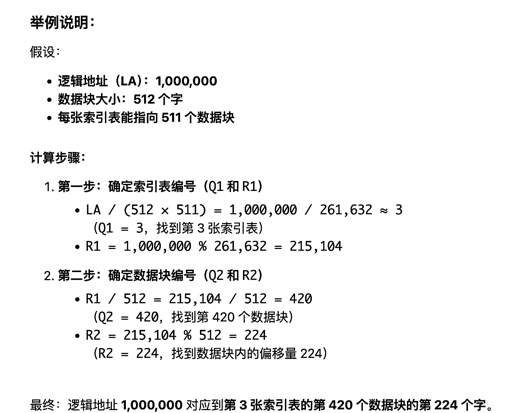 举例说明：
假设：
• 逻辑地址（LA）：1,000,000
• 数据块大小：512 个字
• 每张索引表能指向 511 个数据块
计算步骤：
1. 第一步：确定索引表编号（Q1 和 R1）
• LA / (512 × 511) = 1,000,000 / 261,632 ≈ 3
（Q1 = 3，找到第 3 张索引表）
• R1 = 1,000,000 % 261,632 = 215,104
2. 第二步：确定数据块编号（Q2 和 R2）
• R1 / 512 = 215,104 / 512 = 420
（Q2 = 420，找到第 420 个数据块）
• R2 = 215,104 % 512 = 224
（R2 = 224，找到数据块内的偏移量 224）
最终：逻辑地址 1,000,000 对应到第 3 张索引表的第 420 个数据块的第 224 个字。